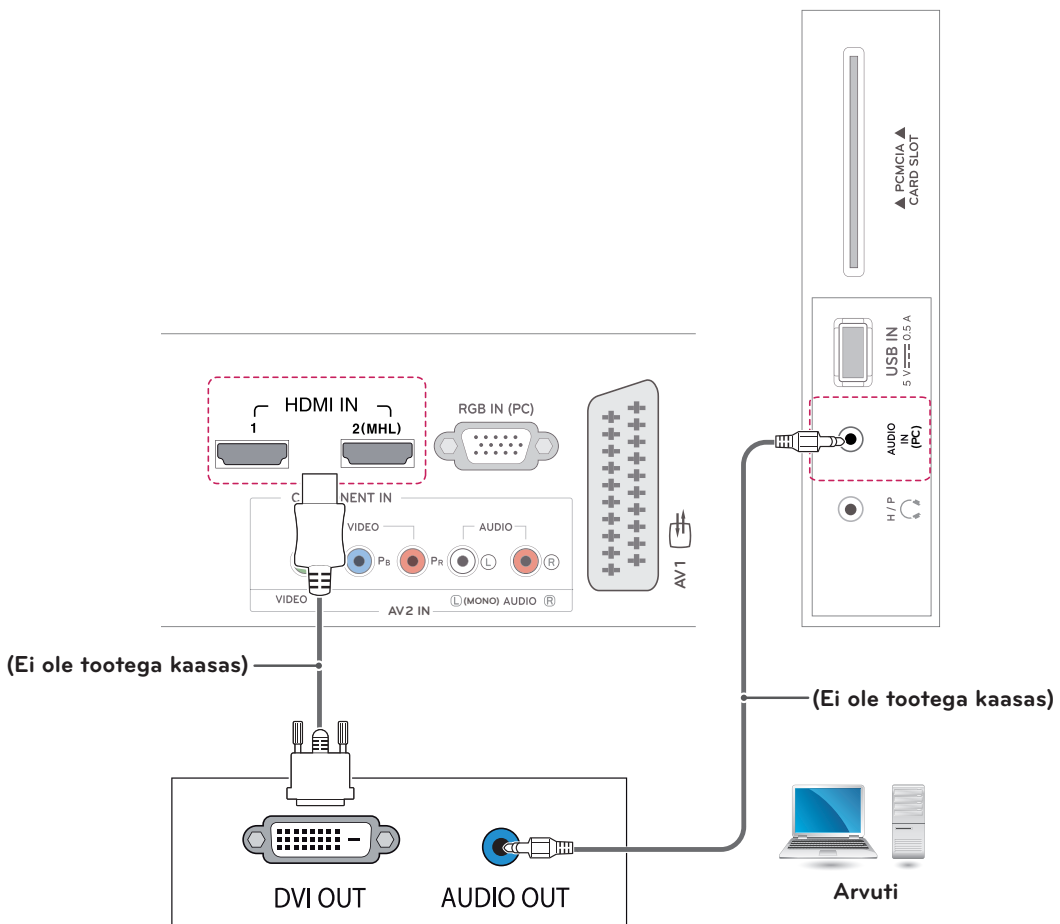 ▲ PCMCIA ▲
CARD SLOT
USB IN
5 V 0.5 A
AUDIO
IN
(PC)
H / P
HDMI IN
1
2(MHL)
RGB IN (PC)
NENT IN
VIDEO
AUDIO
PB
PR
L
R
VIDEO
L (MONO) AUDIO R
AV2 IN
AV1
(Ei ole tootega kaasas)
(Ei ole tootega kaasas)
DVI OUT
AUDIO OUT
Arvuti